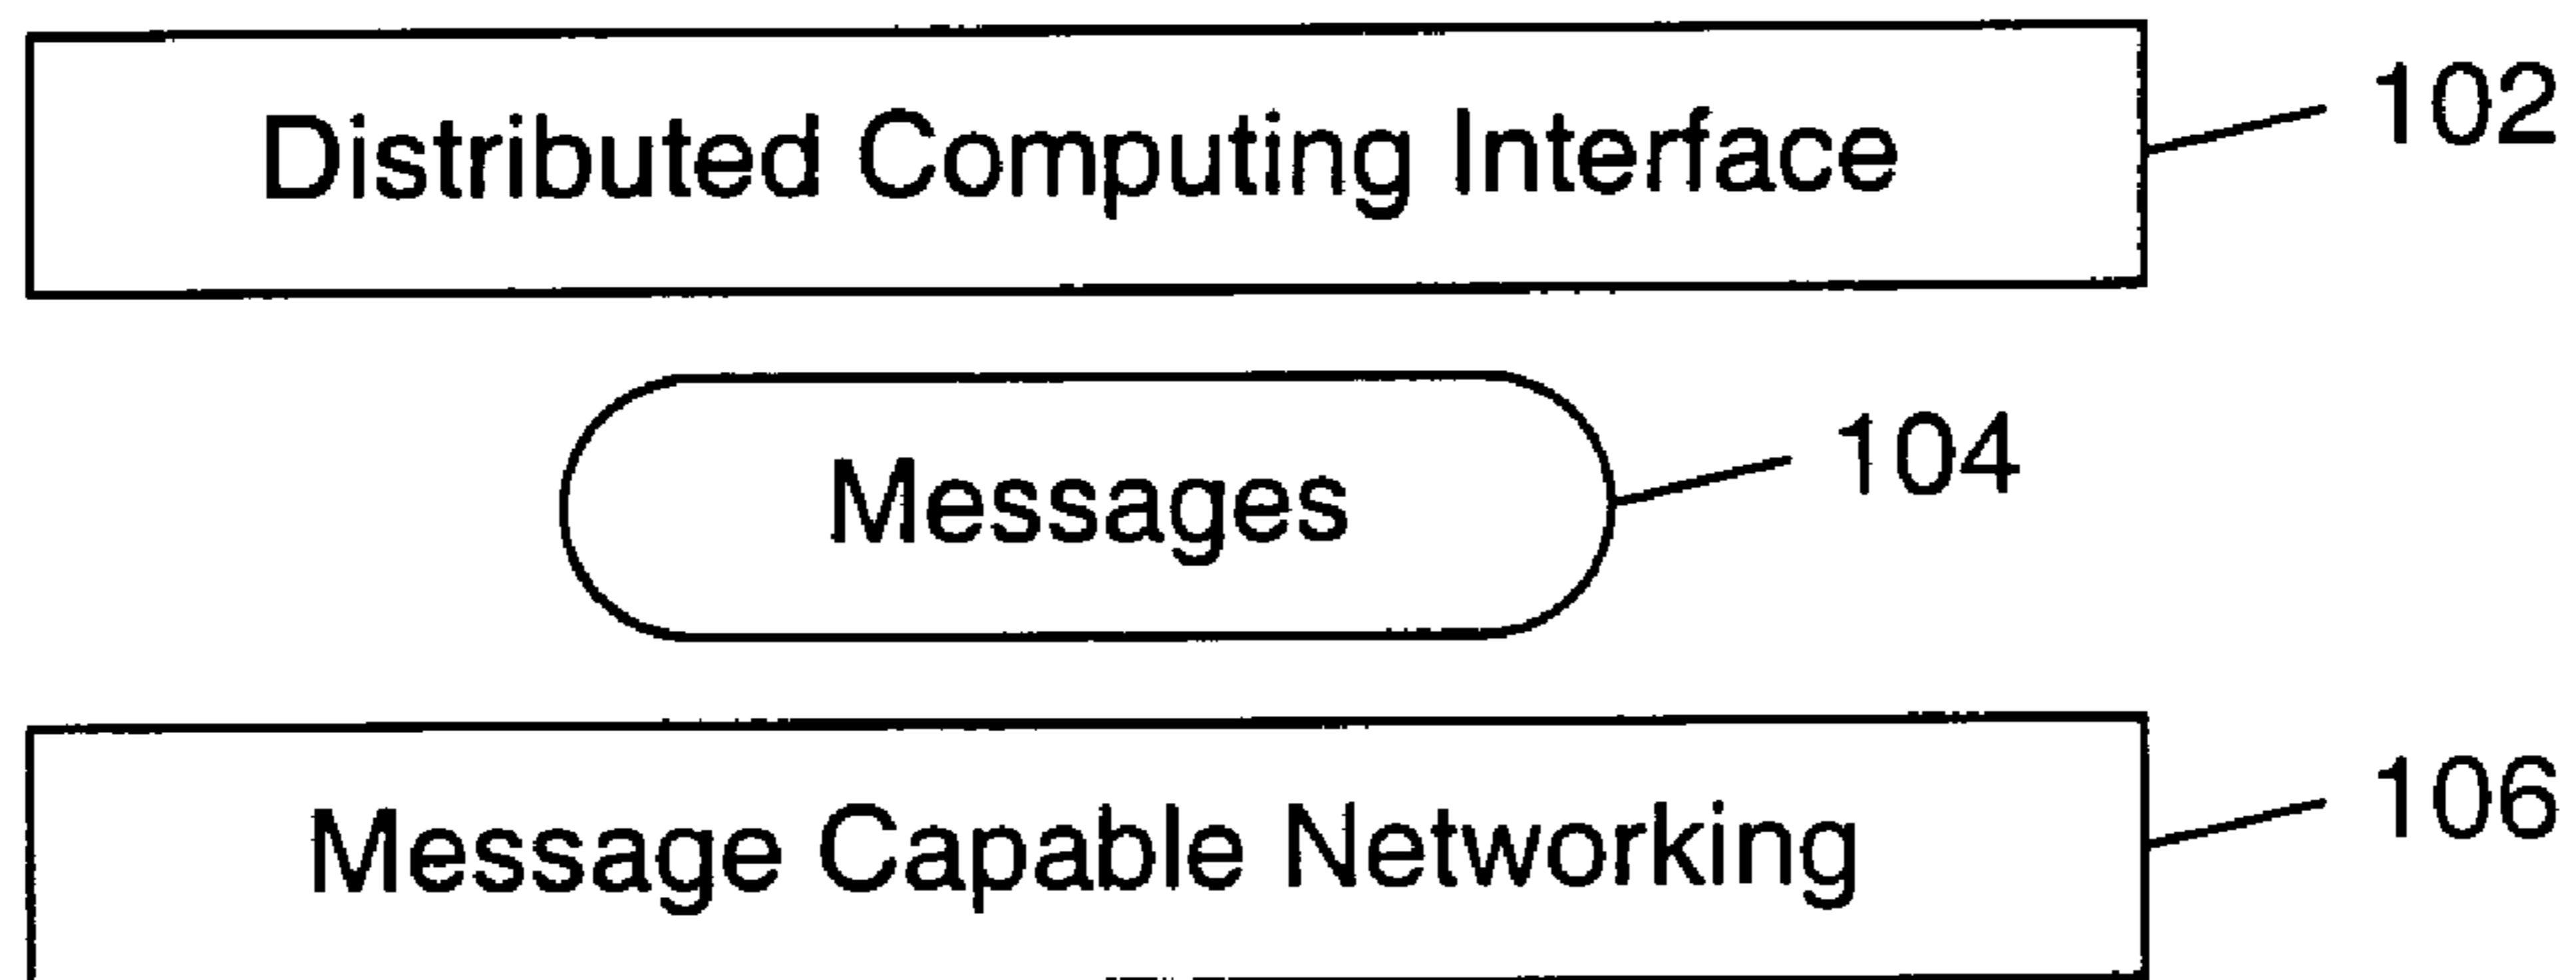 Distributed Computing Interface 102
Messages 104
Message Capable Networking 106